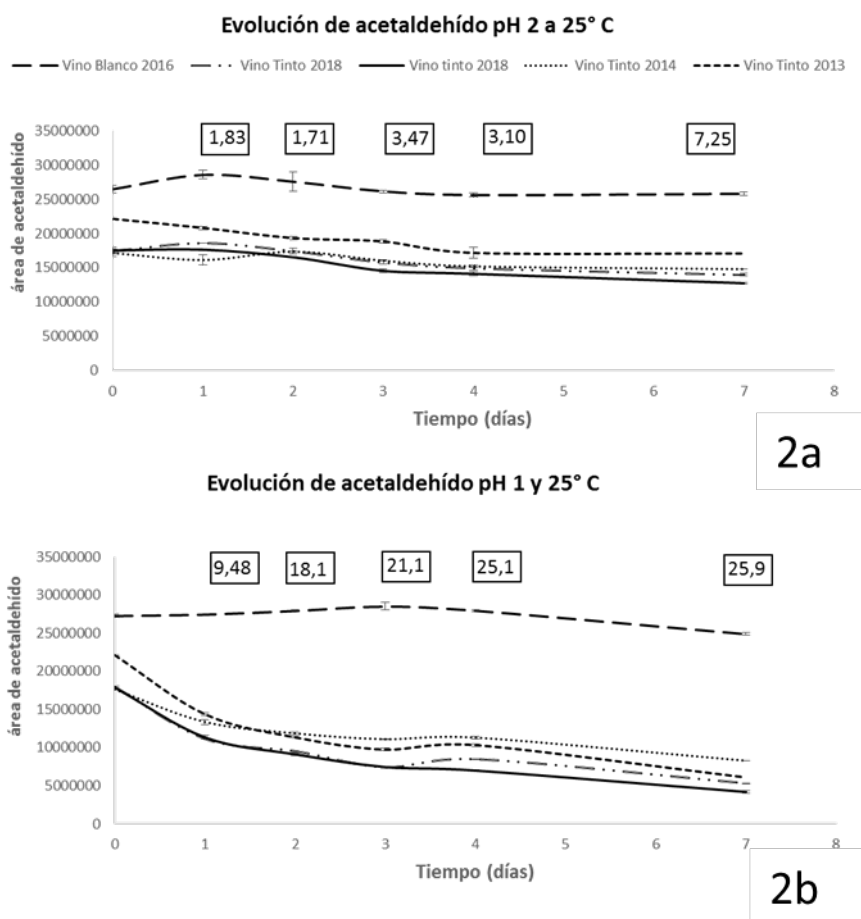 Evolución de acetaldehído pH 2 a 25° C
Vino Blanco 2016 Vino Tinto 2018 Vino tinto 2018 Vino Tinto 2014 Vino Tinto 2013
1,83 1,71 3,47 3,10 7,25
área de acetaldehído
35000000
30000000
25000000
20000000
15000000
10000000
5000000
0
0 1 2 3 4 5 6 7 8
Tiempo (días)
2a
Evolución de acetaldehído pH 1 y 25° C
9,48 18,1 21,1 25,1 25,9
área de acetaldehído
35000000
30000000
25000000
20000000
15000000
10000000
5000000
0
0 1 2 3 4 5 6 7 8
Tiempo (días)
2b